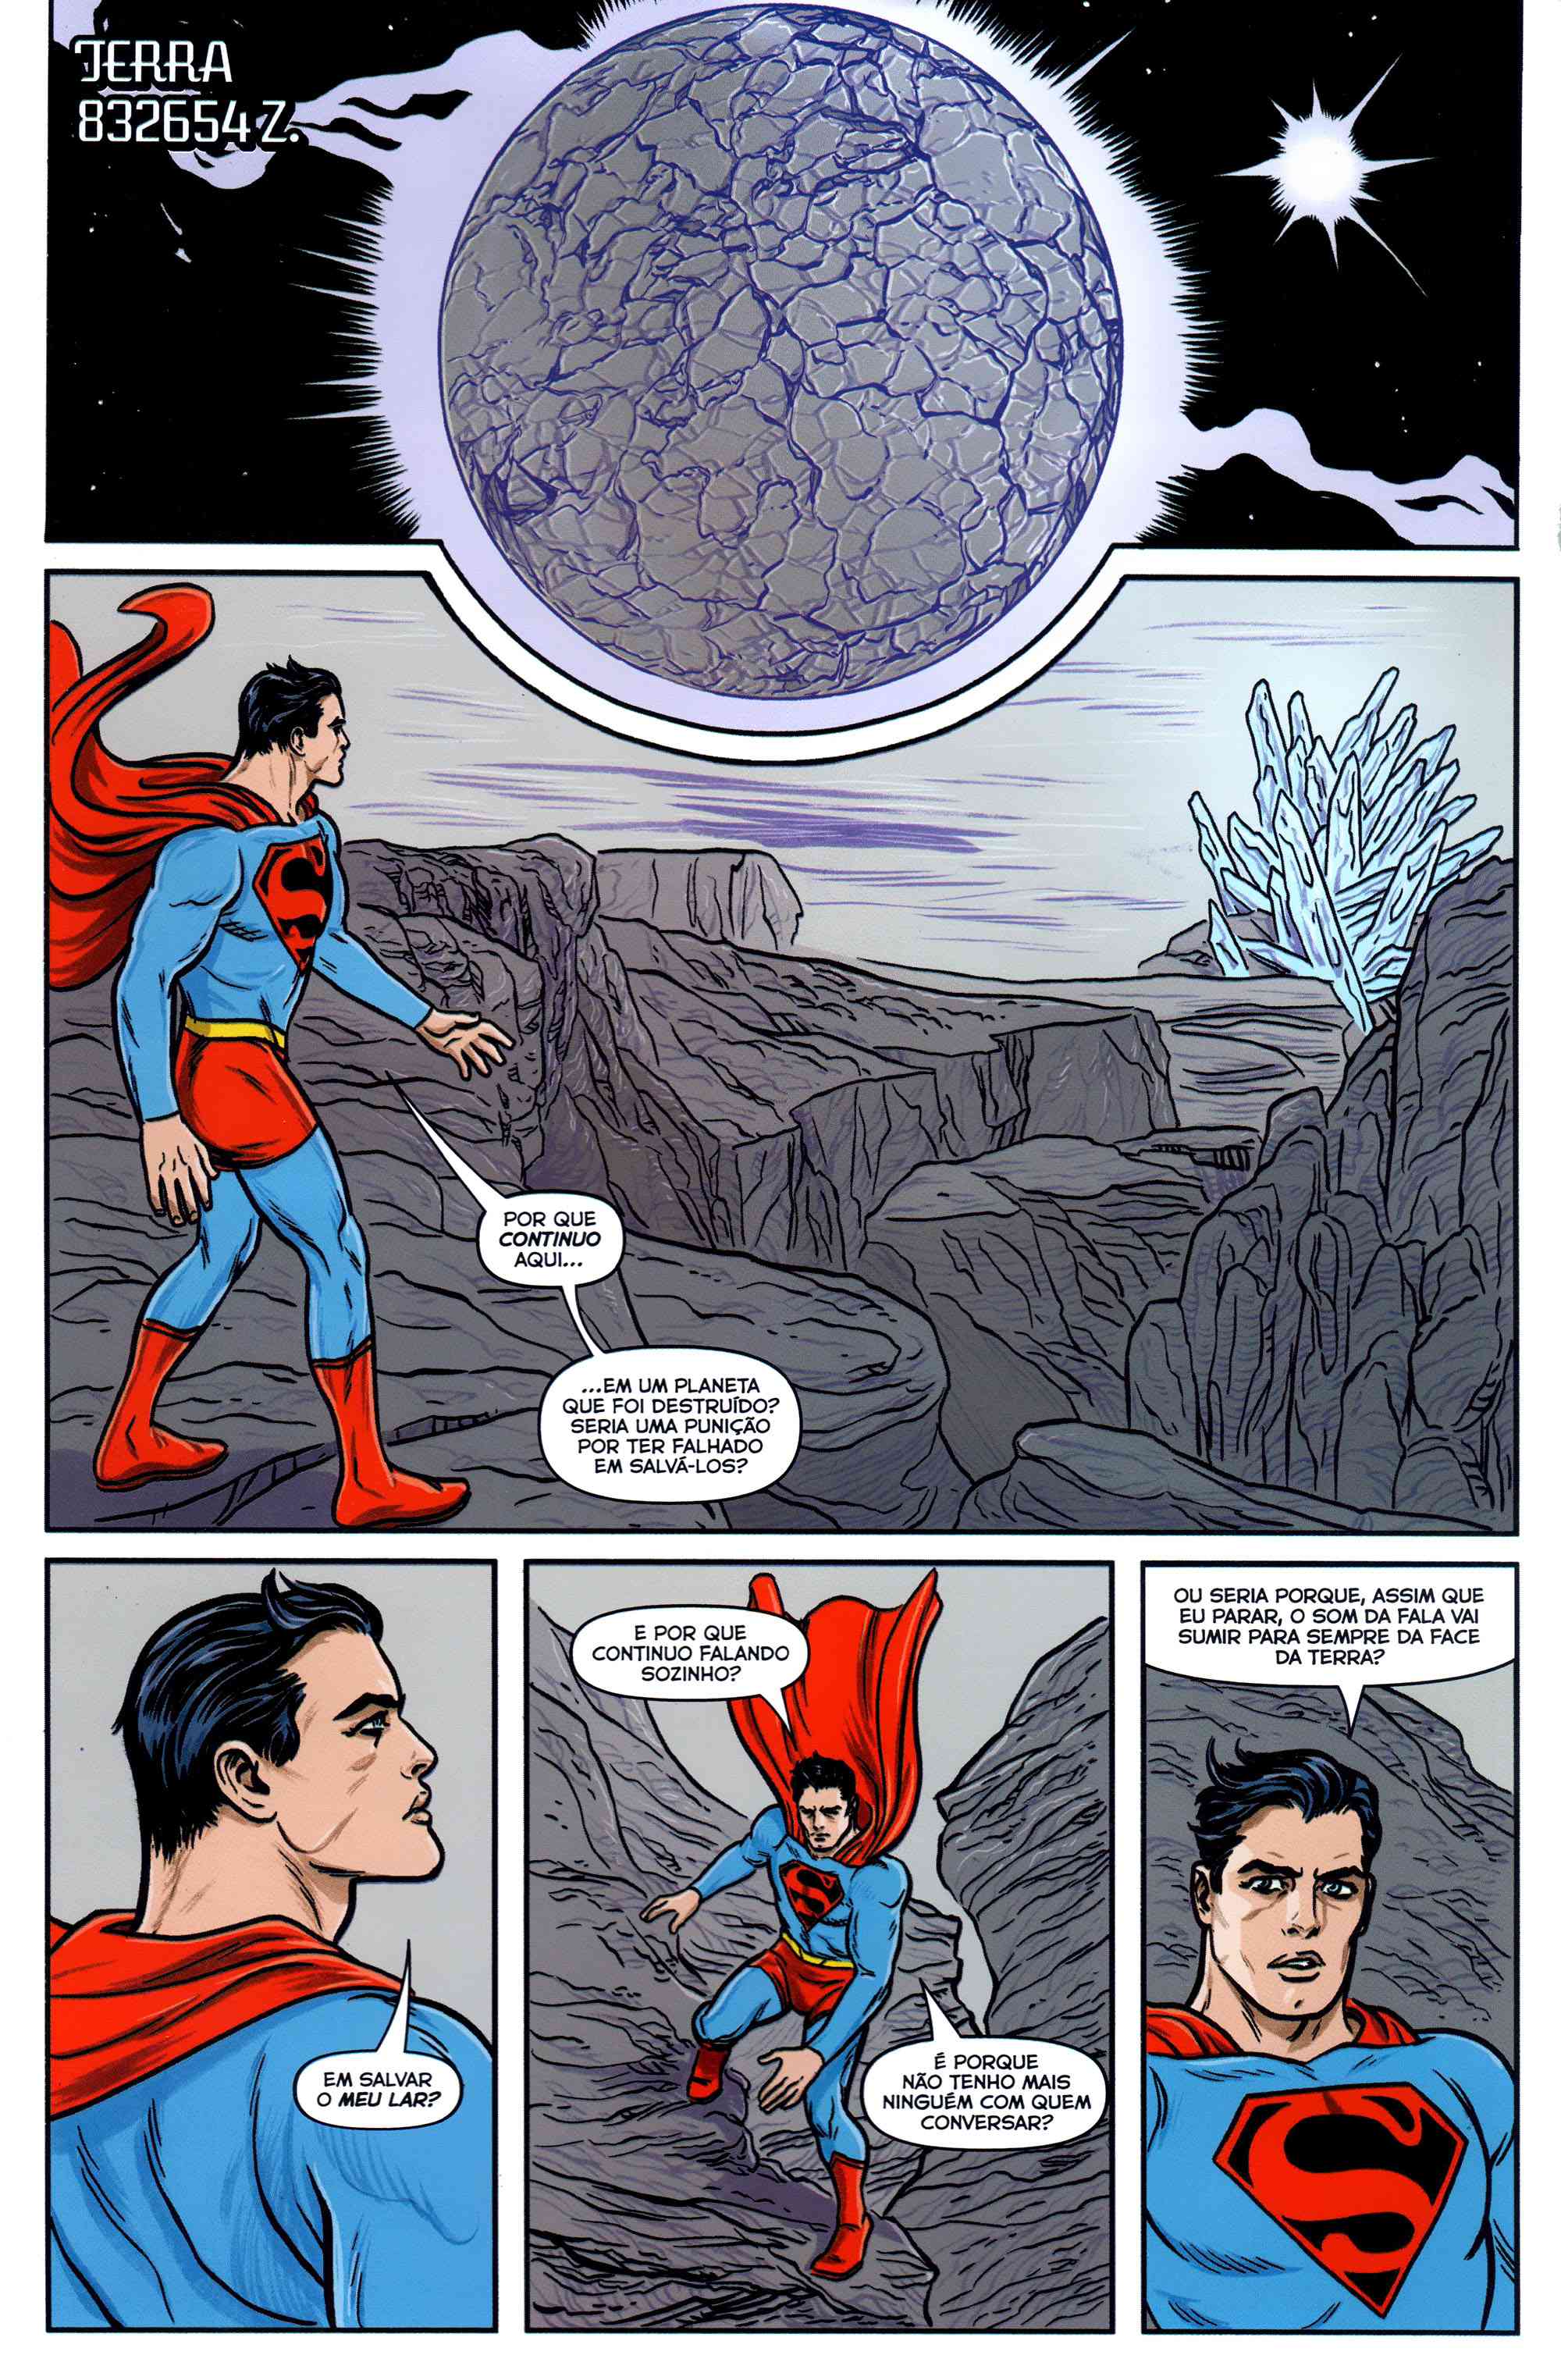 TERRA
832654Z.
POR QUE
CONTINUO
AQUI...
...EM UM PLANETA
QUE FOI DESTRUÍDO?
SERIA UMA PUNIÇÃO
POR TER FALHADO
EM SALVÁ-LOS?
EM SALVAR
O MEU LAR?
E POR QUE
CONTINUO FALANDO
SOZINHO?
É PORQUE
NÃO TENHO MAIS
NINGUÉM COM QUEM
CONVERSAR?
OU SERIA PORQUE, ASSIM QUE
EU PARAR, O SOM DA FALA VAI
SUMIR PARA SEMPRE DA FACE
DA TERRA?